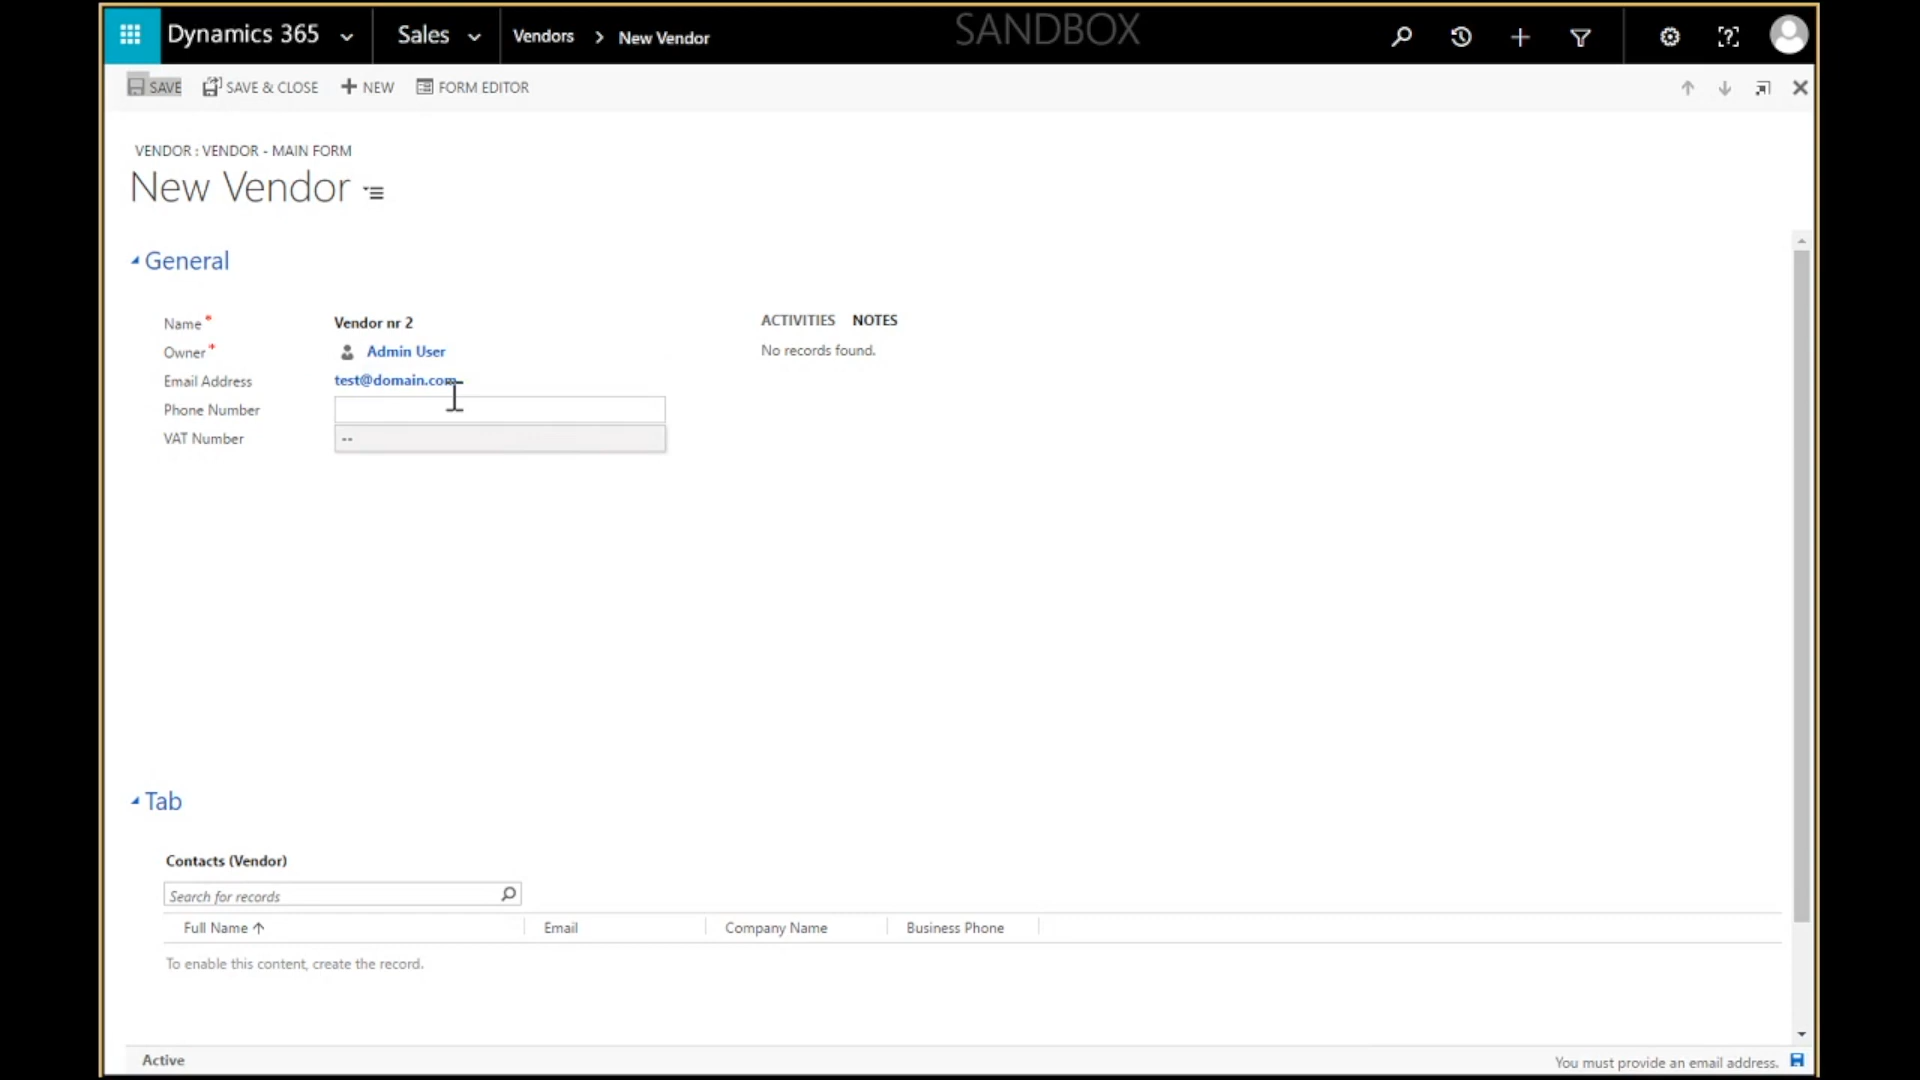 Dynamics 365
Sales
Vendors > New Vendor
SANDBOX
SAVE
SAVE & CLOSE
NEW
FORM EDITOR
VENDOR : VENDOR - MAIN FORM
New Vendor
General
Name *
Vendor nr 2
Owner *
Admin User
Email Address
test@domain.com
Phone Number
VAT Number
--
ACTIVITIES NOTES
No records found.
Tab
Contacts (Vendor)
Search for records
Full Name ↑
Email
Company Name
Business Phone
To enable this content, create the record.
Active
You must provide an email address.